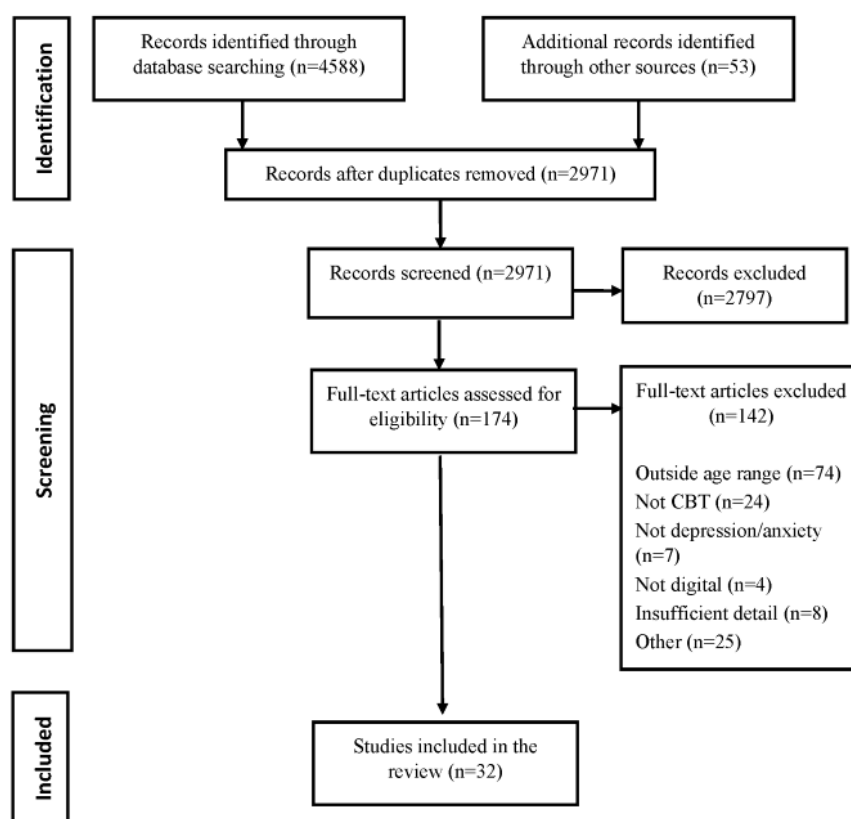 Identification
Records identified through
database searching (n=4588)
Additional records identified
through other sources (n=53)
Records after duplicates removed (n=2971)
Screening
Records screened (n=2971)
Records excluded
(n=2797)
Full-text articles assessed for
eligibility (n=174)
Full-text articles excluded
(n=142)
Outside age range (n=74)
Not CBT (n=24)
Not depression/anxiety
(n=7)
Not digital (n=4)
Insufficient detail (n=8)
Other (n=25)
Included
Studies included in the
review (n=32)